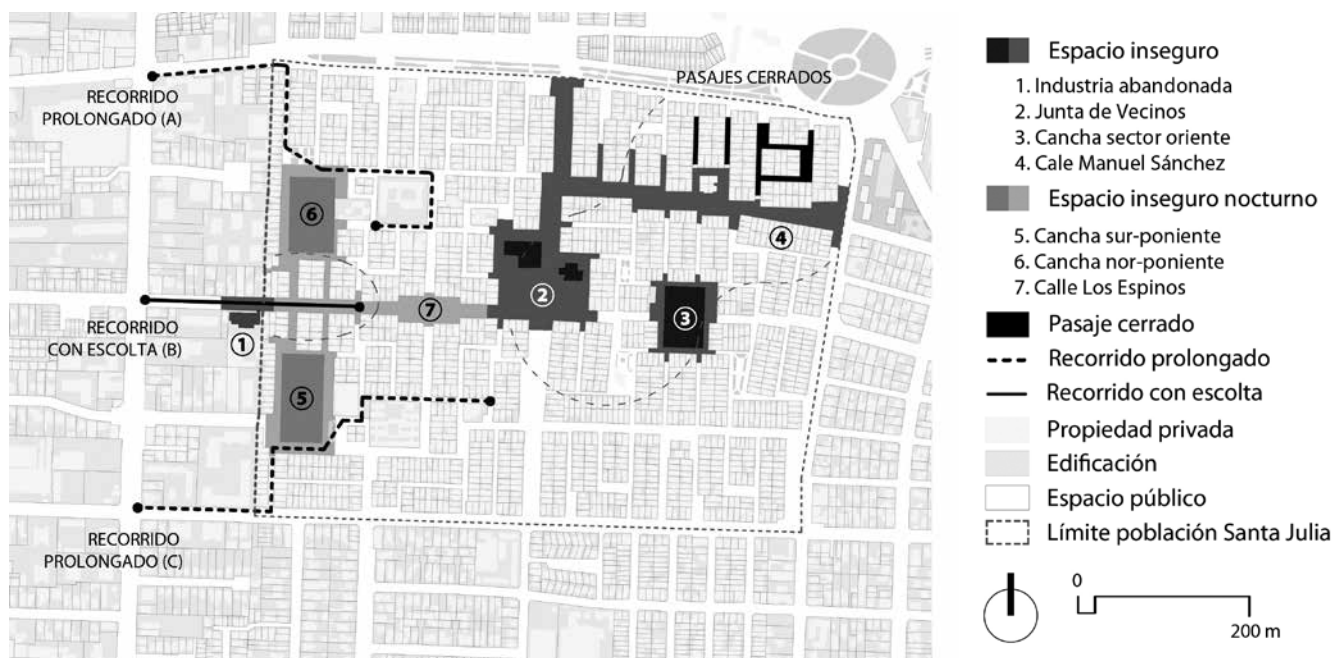 PASAJES CERRADOS
RECORRIDO
PROLONGADO (A)
6
4
7
2
3
RECORRIDO
CON ESCOLTA (B)
1
5
RECORRIDO
PROLONGADO (C)
Espacio inseguro
1. Industria abandonada
2. Junta de Vecinos
3. Cancha sector oriente
4. Cale Manuel Sánchez
Espacio inseguro nocturno
5. Cancha sur-poniente
6. Cancha nor-poniente
7. Calle Los Espinos
Pasaje cerrado
Recorrido prolongado
Recorrido con escolta
Propiedad privada
Edificación
Espacio público
Límite población Santa Julia
0
200 m